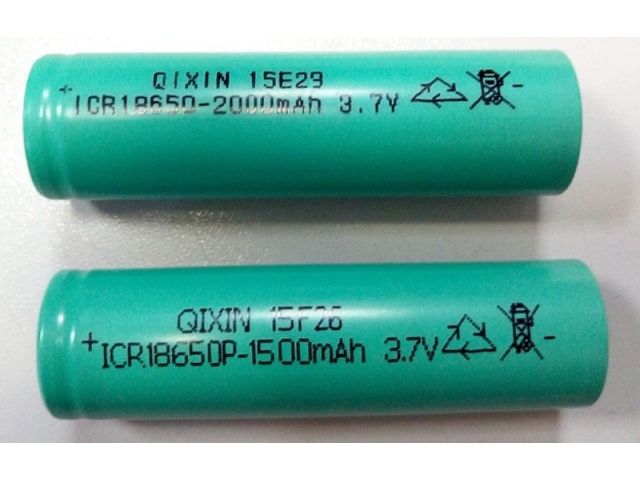 QIXIN 15E29
+ ICR18650-2000mAh 3.7V -
QIXIN 15F26
+ ICR18650P-1500mAh 3.7V -